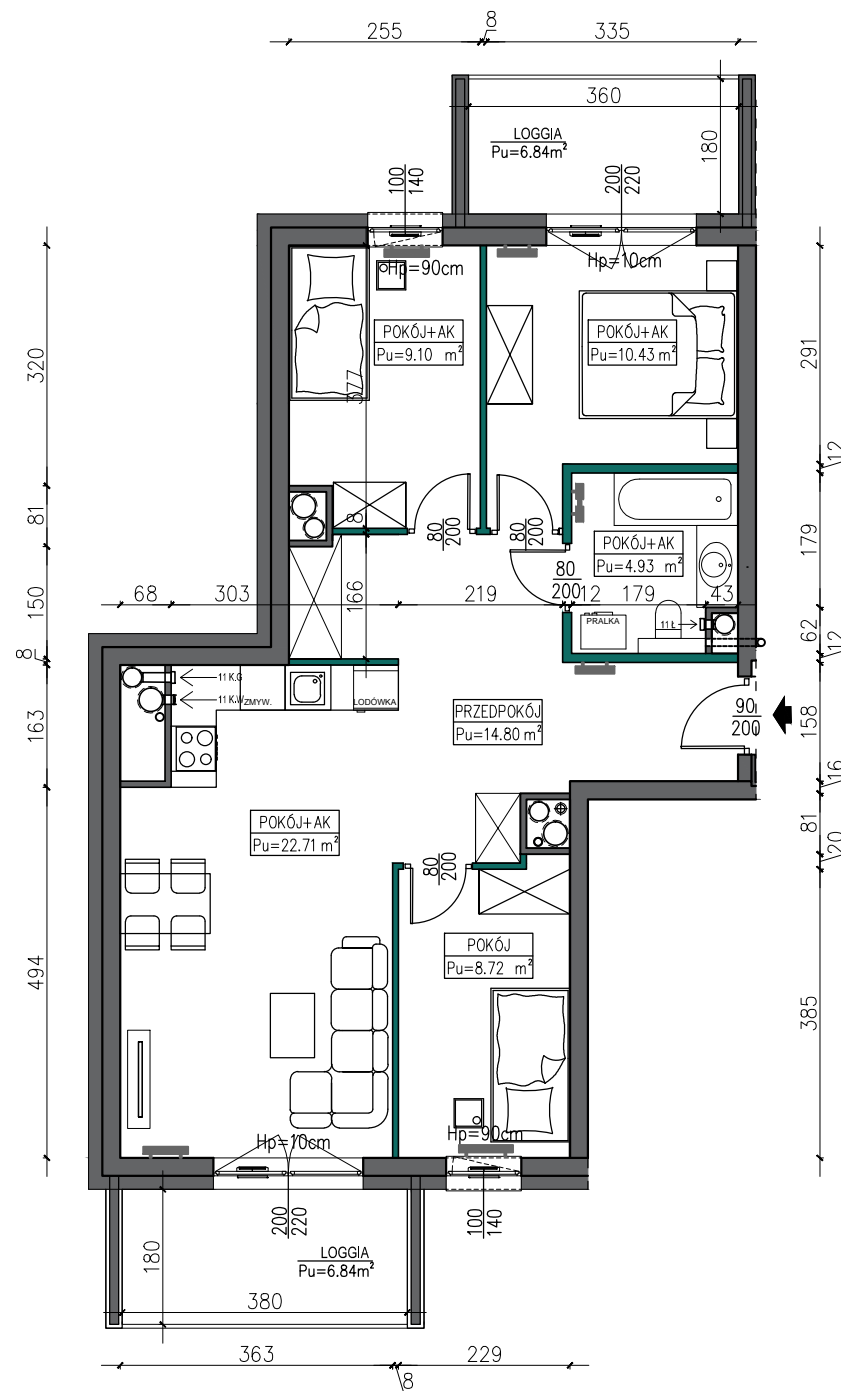 255
8
335
360
LOGGIA
Pu=6.84m²
180
100
140
200
220
Hp=90cm
Hp=10cm
POKÓJ+AK
Pu=9.10 m²
POKÓJ+AK
Pu=10.43 m²
320
377
291
12
81
8
80
200
80
200
POKÓJ+AK
Pu=4.93 m²
179
80
200
150
68
303
166
219
12
179
43
PRALKA
11 Ł
62
12
8
11 K.G
11 K.W
ZMYW.
LODÓWKA
163
PRZEDPOKÓJ
Pu=14.80 m²
90
200
158
16
POKÓJ+AK
Pu=22.71 m²
81
20
80
200
494
POKÓJ
Pu=8.72 m²
385
Hp=10cm
Hp=90cm
200
220
100
140
180
LOGGIA
Pu=6.84m²
380
363
8
229